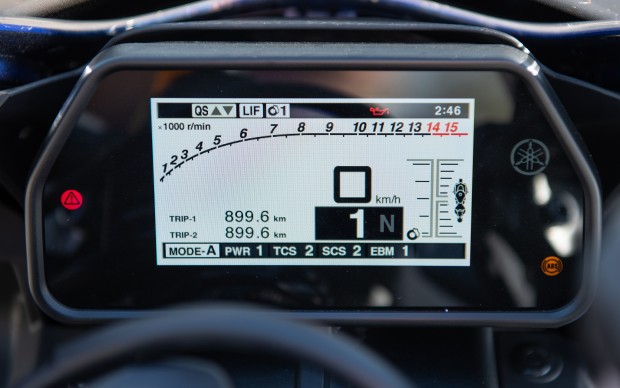 QS LIF 1 2:46
×1000 r/min
1 2 3 4 5 6 7 8 9 10 11 12 13 14 15
0 km/h
TRIP-1 899.6 km
1 N
TRIP-2 899.6 km
MODE-A PWR 1 TCS 2 SCS 2 EBM 1
ABS